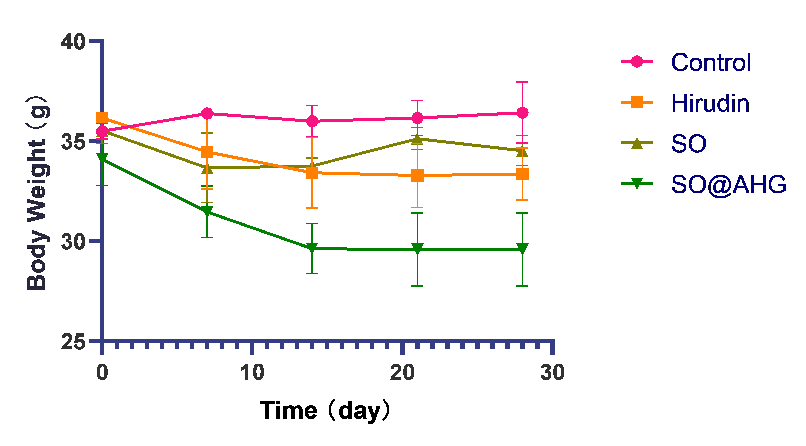 40
35
30
25
Body Weight（g）
0
10
20
30
Time（day）
Control
Hirudin
SO
SO@AHG